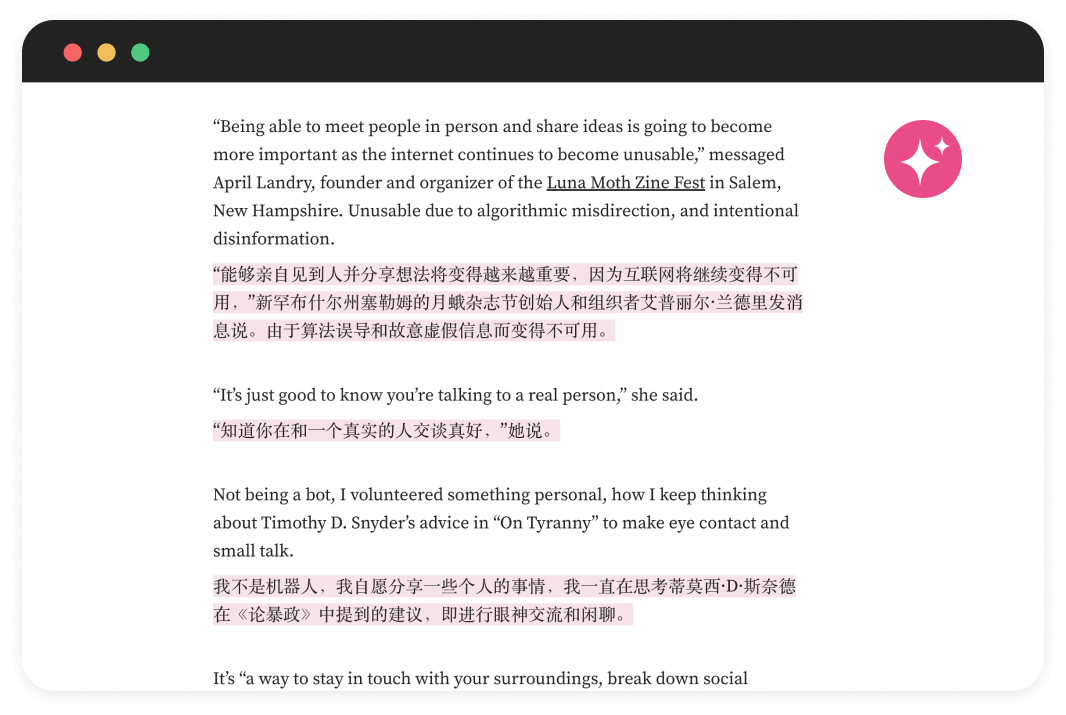 “Being able to meet people in person and share ideas is going to become
more important as the internet continues to become unusable,” messaged
April Landry, founder and organizer of the Luna Moth Zine Fest in Salem,
New Hampshire. Unusable due to algorithmic misdirection, and intentional
disinformation.
“能够亲自见到人并分享想法将变得越来越重要，因为互联网将继续变得不可
用，”新罕布什尔州塞勒姆的月蛾杂志节创始人和组织者艾普丽尔·兰德里发消
息说。由于算法误导和故意虚假信息而变得不可用。
“It’s just good to know you’re talking to a real person,” she said.
“知道你在和一个真实的人交谈真好，”她说。
Not being a bot, I volunteered something personal, how I keep thinking
about Timothy D. Snyder’s advice in “On Tyranny” to make eye contact and
small talk.
我不是机器人，我自愿分享一些个人的事情，我一直在思考蒂莫西·D·斯奈德
在《论暴政》中提到的建议，即进行眼神交流和闲聊。
It’s “a way to stay in touch with your surroundings, break down social